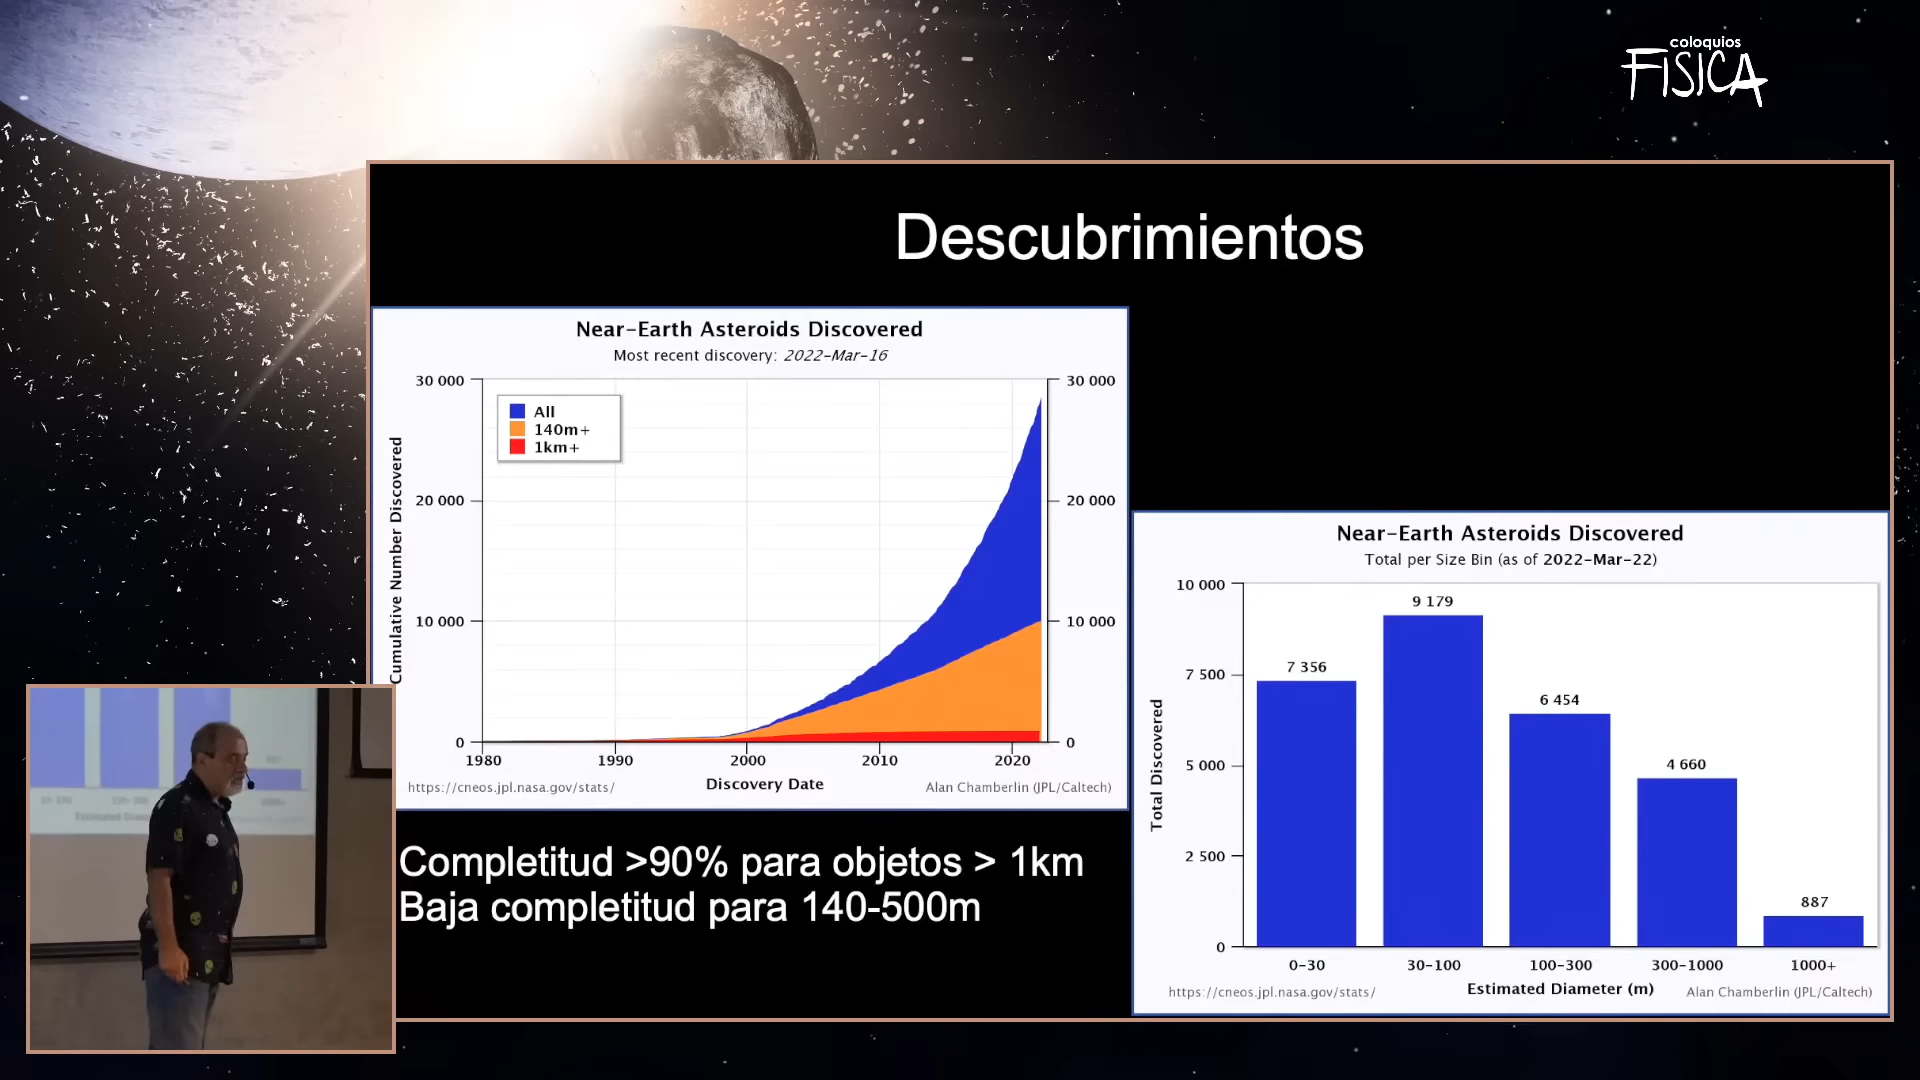 coloquios
FISICA
Descubrimientos
Near-Earth Asteroids Discovered
Most recent discovery: 2022-Mar-16
30 000
20 000
10 000
0
Cumulative Number Discovered
All
140m+
1km+
30 000
20 000
10 000
0
1980
1990
2000
2010
2020
Discovery Date
https://cneos.jpl.nasa.gov/stats/
Alan Chamberlin (JPL/Caltech)
Completitud >90% para objetos > 1km
Baja completitud para 140-500m
Near-Earth Asteroids Discovered
Total per Size Bin (as of 2022-Mar-22)
10 000
7 500
5 000
2 500
0
Total Discovered
7 356
9 179
6 454
4 660
887
0-30
30-100
100-300
300-1000
1000+
Estimated Diameter (m)
https://cneos.jpl.nasa.gov/stats/
Alan Chamberlin (JPL/Caltech)